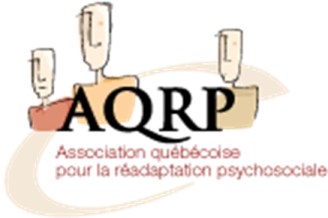 AQRP
Association québécoise
pour la réadaptation psychosociale